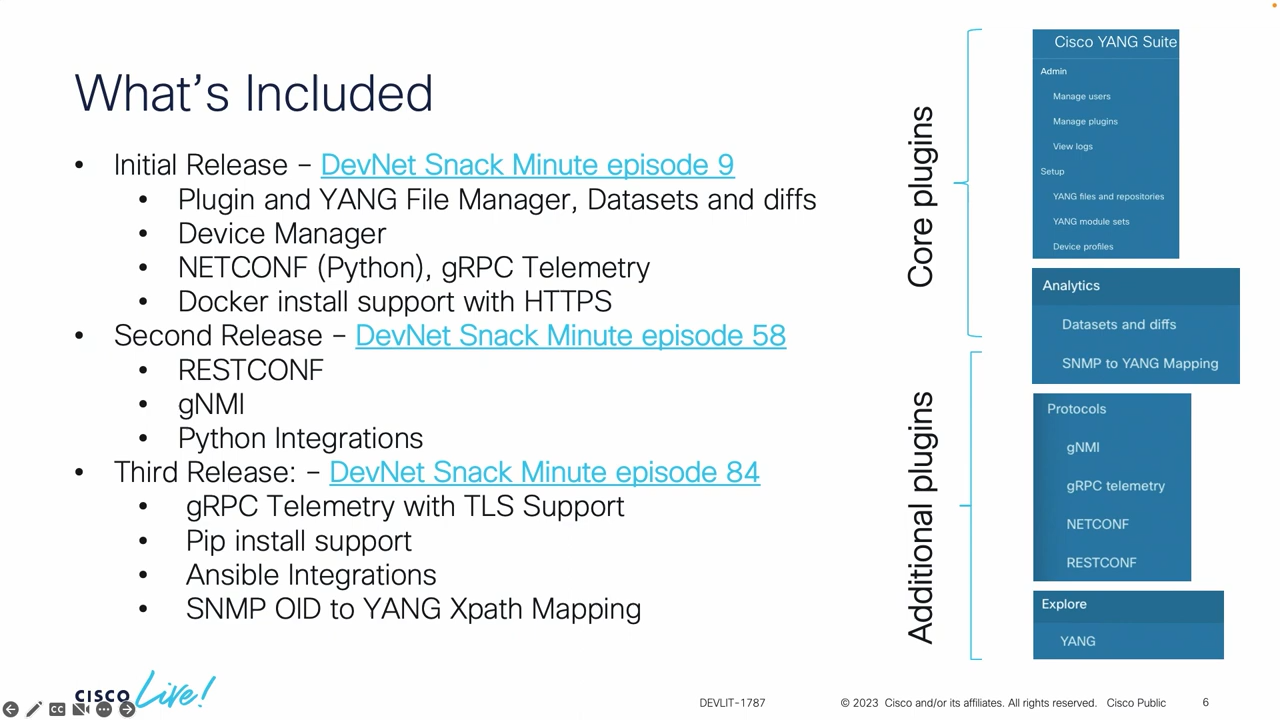 What's Included
• Initial Release – DevNet Snack Minute episode 9
• Plugin and YANG File Manager, Datasets and diffs
• Device Manager
• NETCONF (Python), gRPC Telemetry
• Docker install support with HTTPS
• Second Release – DevNet Snack Minute episode 58
• RESTCONF
• gNMI
• Python Integrations
• Third Release: – DevNet Snack Minute episode 84
• gRPC Telemetry with TLS Support
• Pip install support
• Ansible Integrations
• SNMP OID to YANG Xpath Mapping
Core plugins
Additional plugins
Cisco YANG Suite
Admin
Manage users
Manage plugins
View logs
Setup
YANG files and repositories
YANG module sets
Device profiles
Analytics
Datasets and diffs
SNMP to YANG Mapping
Protocols
gNMI
gRPC telemetry
NETCONF
RESTCONF
Explore
YANG
CISCO Live!
CC
DEVLIT-1787
© 2023 Cisco and/or its affiliates. All rights reserved. Cisco Public
6